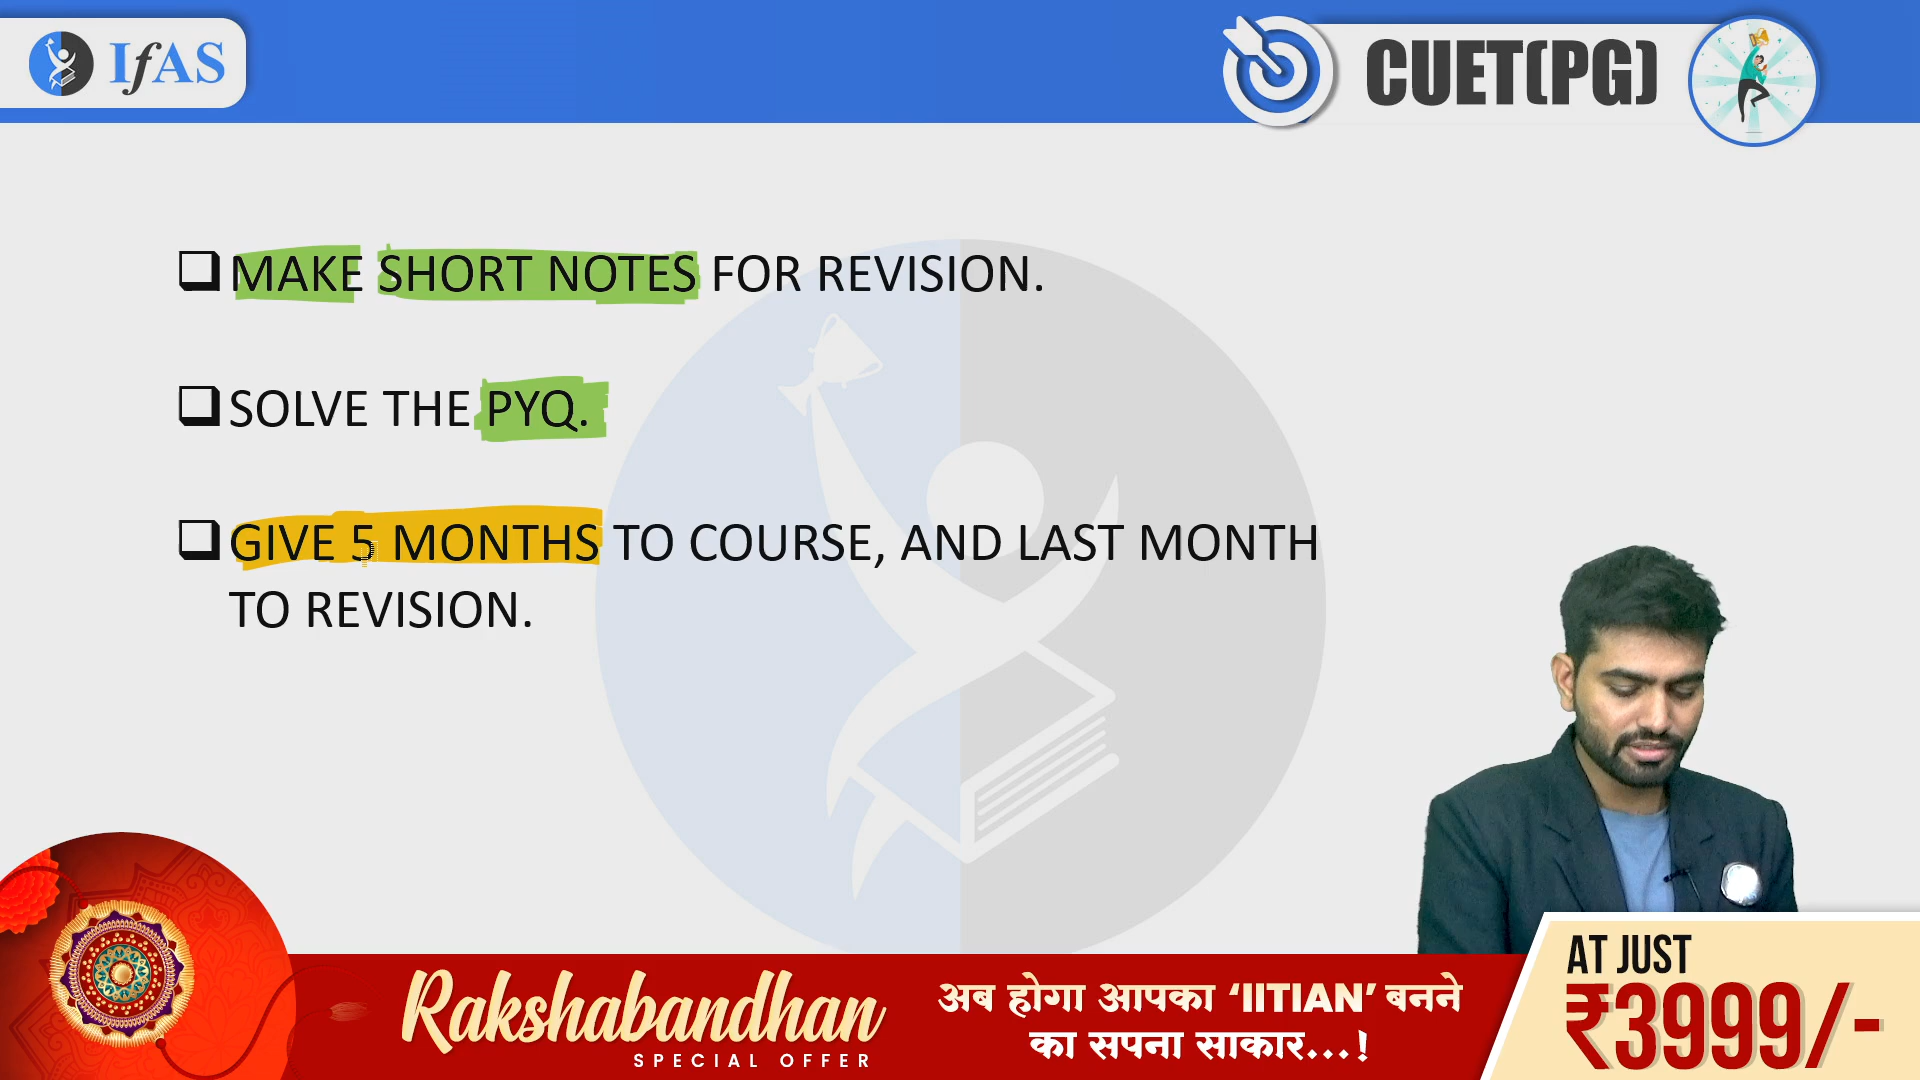 IfAS
CUET(PG)
MAKE SHORT NOTES FOR REVISION.
SOLVE THE PYQ.
GIVE 5 MONTHS TO COURSE, AND LAST MONTH
TO REVISION.
Rakshabandhan
SPECIAL OFFER
अब होगा आपका ‘IITIAN’ बनने
का सपना साकार...!
AT JUST
₹3999/-